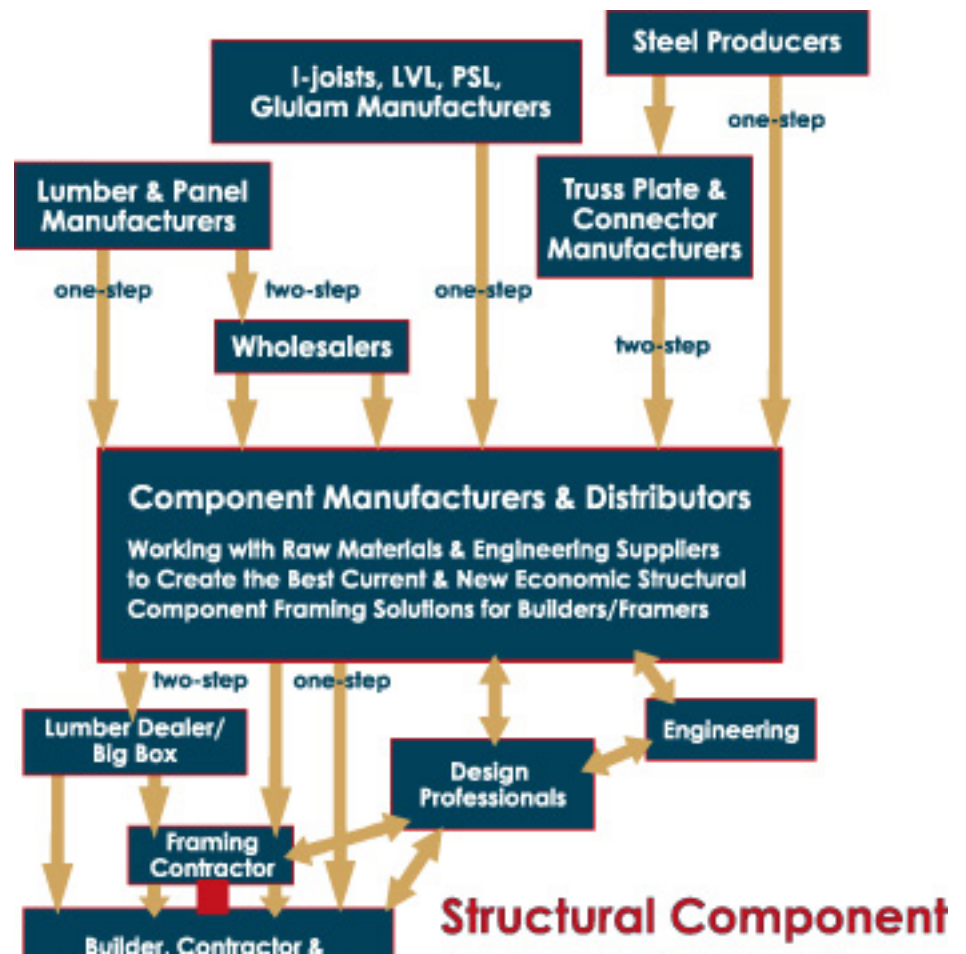 Steel Producers
I-joists, LVL, PSL,
Glulam Manufacturers
one-step
Lumber & Panel
Manufacturers
Truss Plate &
Connector
Manufacturers
one-step
two-step
one-step
Wholesalers
two-step
Component Manufacturers & Distributors
Working with Raw Materials & Engineering Suppliers
to Create the Best Current & New Economic Structural
Component Framing Solutions for Builders/Framers
two-step
one-step
Lumber Dealer/
Big Box
Engineering
Design
Professionals
Framing
Contractor
Structural Component
Builder, Contractor &